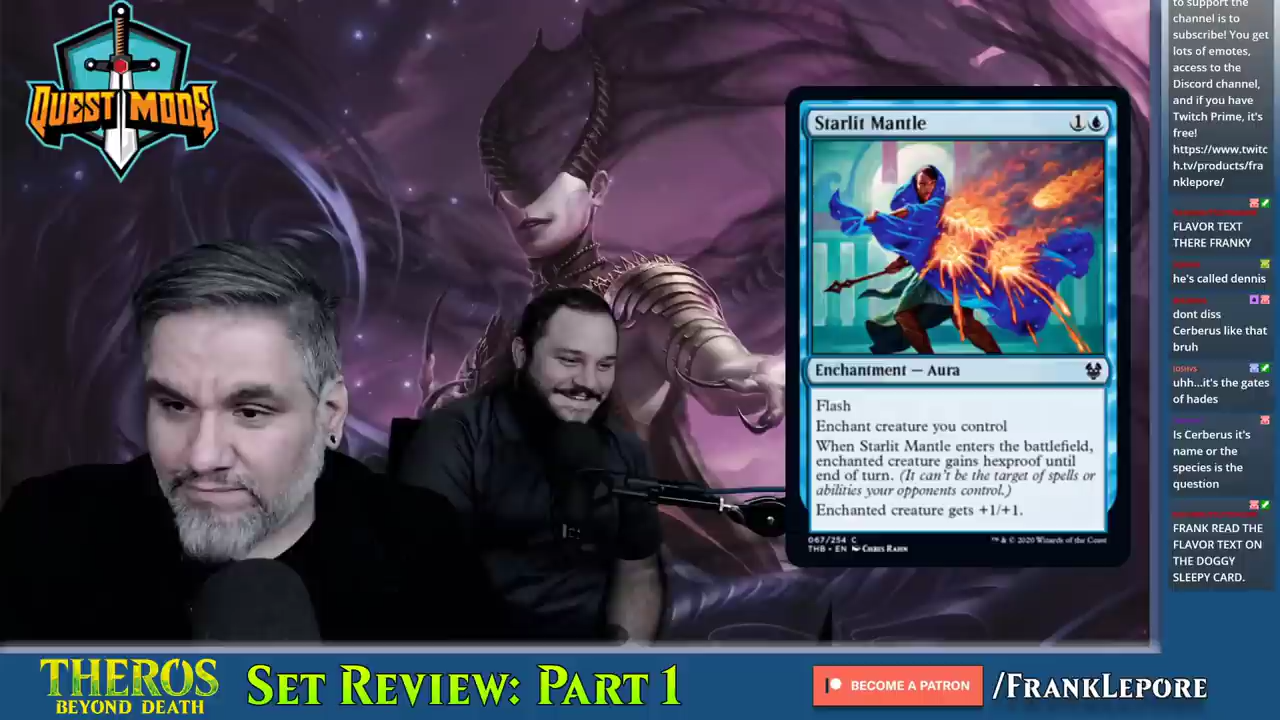 QUEST MODE
Starlit Mantle
1
Enchantment — Aura
Flash
Enchant creature you control
When Starlit Mantle enters the battlefield,
enchanted creature gains hexproof until
end of turn. (It can't be the target of spells or
abilities your opponents control.)
Enchanted creature gets +1/+1.
067/254 C
THB • EN Chris Rahn
™ & © 2020 Wizards of the Coast
to support the
channel is to
subscribe! You get
lots of emotes,
access to the
Discord channel,
and if you have
Twitch Prime, it's
free!
https://www.twitc
h.tv/products/fra
nklepore/
FLAVOR TEXT
THERE FRANKY
he's called dennis
dont diss
Cerberus like that
bruh
uhh...it's the gates
of hades
Is Cerberus it's
name or the
species is the
question
FRANK READ THE
FLAVOR TEXT ON
THE DOGGY
SLEEPY CARD.
THEROS
BEYOND DEATH
SET REVIEW: PART 1
BECOME A PATRON
/FRANKLEPORE